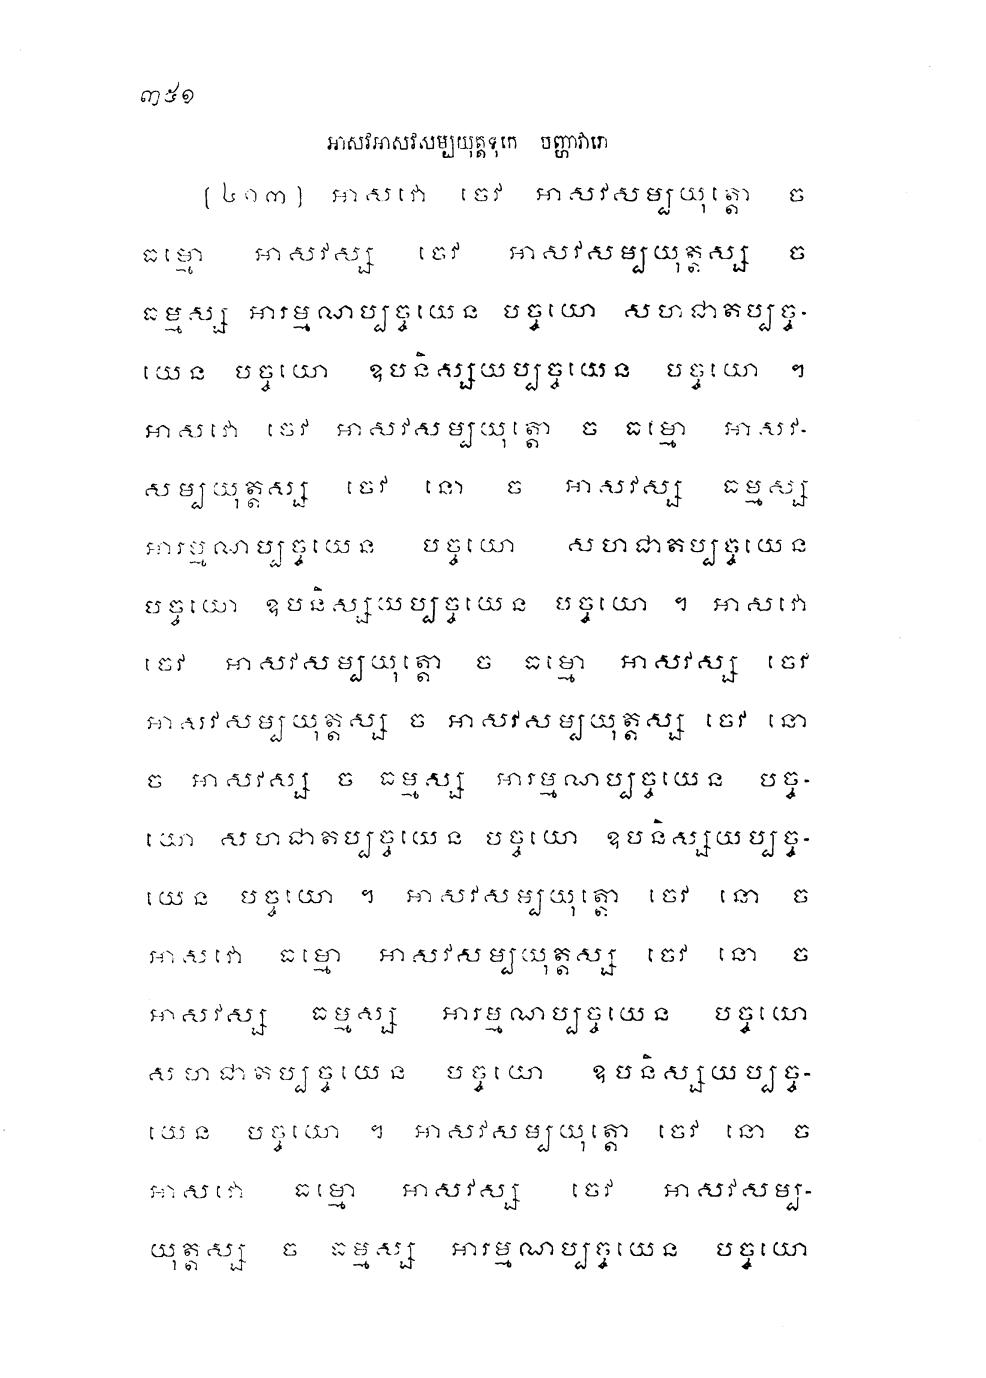 ៣៥១
អាសវអាសវសម្បយុត្តទុកេ បញ្ហាវារោ
[៤១៣] អាសវោ ចេវ អាសវសម្បយុត្តោ ច
ធម្មោ អាសវស្ស ចេវ អាសវសម្បយុត្តស្ស ច
ធម្មស្ស អារម្មណប្បច្ចយេន បច្ចយោ សហជាតប្បច្ច-
យេន បច្ចយោ ឧបនិស្សយប្បច្ចយេន បច្ចយោ ។
អាសវោ ចេវ អាសវសម្បយុត្តោ ច ធម្មោ អាសវ-
សម្បយុត្តស្ស ចេវ នោ ច អាសវស្ស ធម្មស្ស
អារម្មណប្បច្ចយេន បច្ចយោ សហជាតប្បច្ចយេន
បច្ចយោ ឧបនិស្សយប្បច្ចយេន បច្ចយោ ។ អាសវោ
ចេវ អាសវសម្បយុត្តោ ច ធម្មោ អាសវស្ស ចេវ
អាសវសម្បយុត្តស្ស ច អាសវសម្បយុត្តស្ស ចេវ នោ
ច អាសវស្ស ច ធម្មស្ស អារម្មណប្បច្ចយេន បច្ច-
យោ សហជាតប្បច្ចយេន បច្ចយោ ឧបនិស្សយប្បច្ច-
យេន បច្ចយោ ។ អាសវសម្បយុត្តោ ចេវ នោ ច
អាសវោ ធម្មោ អាសវសម្បយុត្តស្ស ចេវ នោ ច
អាសវស្ស ធម្មស្ស អារម្មណប្បច្ចយេន បច្ចយោ
សហជាតប្បច្ចយេន បច្ចយោ ឧបនិស្សយប្បច្ច-
យេន បច្ចយោ ។ អាសវសម្បយុត្តោ ចេវ នោ ច
អាសវោ ធម្មោ អាសវស្ស ចេវ អាសវសម្ប-
យុត្តស្ស ច ធម្មស្ស អារម្មណប្បច្ចយេន បច្ចយោ